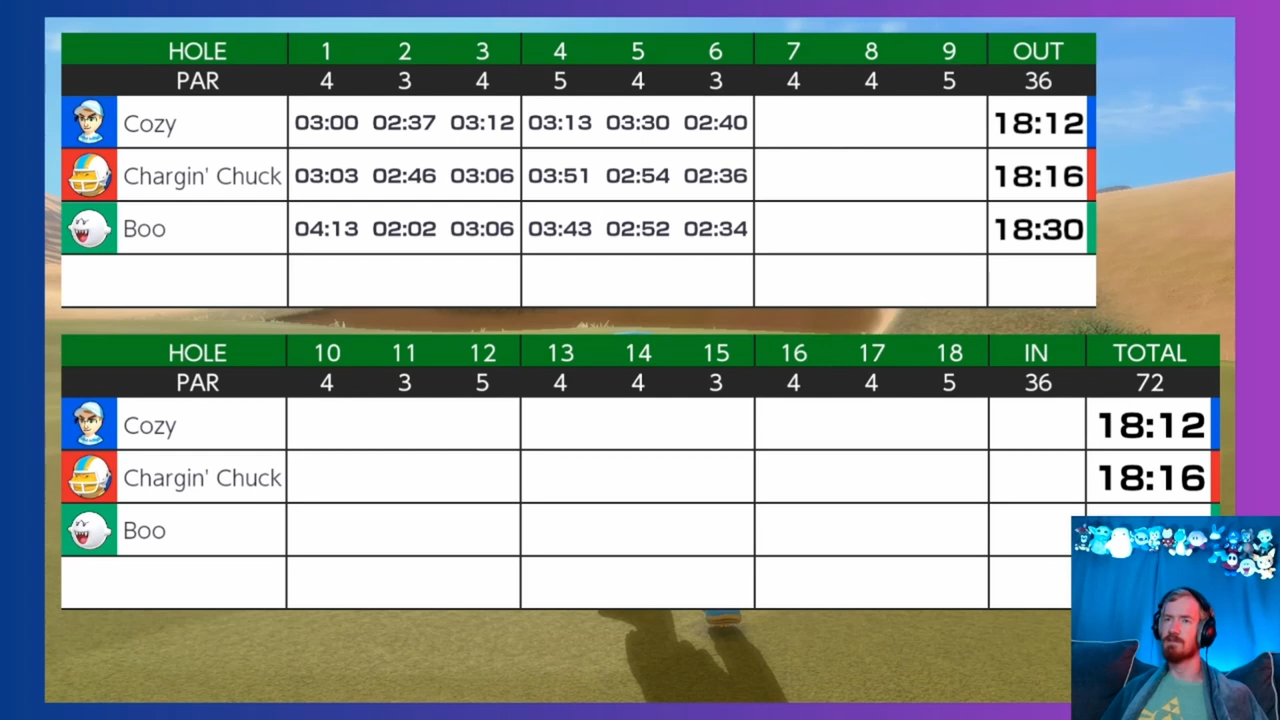 HOLE 1 2 3 4 5 6 7 8 9 OUT
PAR 4 3 4 5 4 3 4 4 5 36
Cozy 03:00 02:37 03:12 03:13 03:30 02:40 18:12
Chargin' Chuck 03:03 02:46 03:06 03:51 02:54 02:36 18:16
Boo 04:13 02:02 03:06 03:43 02:52 02:34 18:30
HOLE 10 11 12 13 14 15 16 17 18 IN TOTAL
PAR 4 3 5 4 4 3 4 4 5 36 72
Cozy 18:12
Chargin' Chuck 18:16
Boo